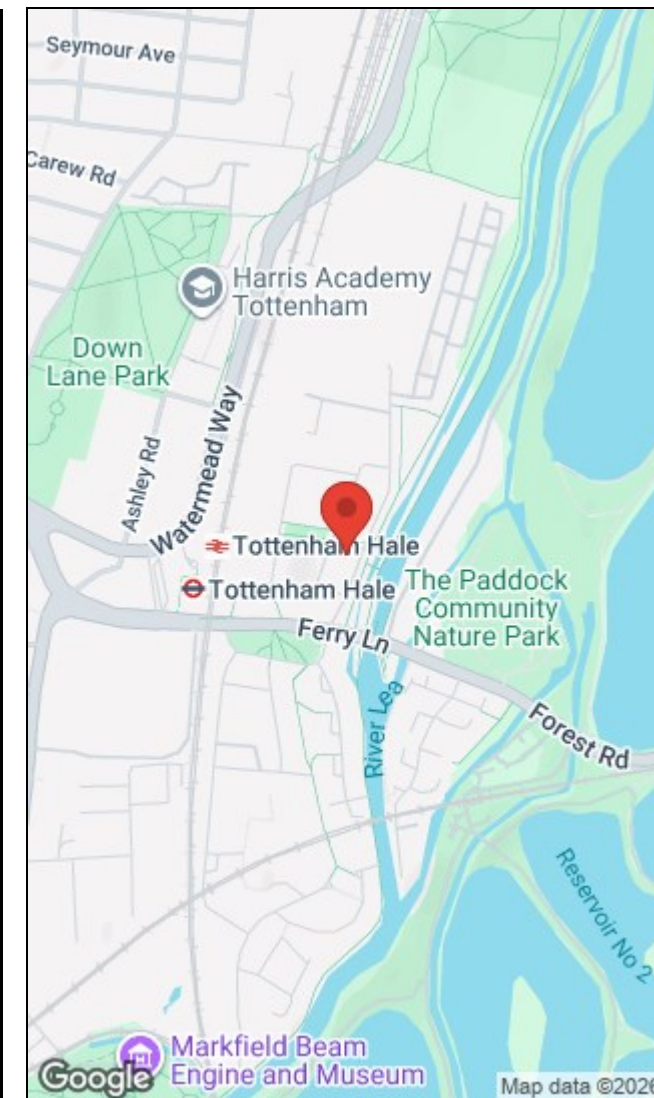 Seymour Ave
Carew Rd
Harris Academy
Tottenham
Down
Lane Park
Ashley Rd
Watermead Way
Tottenham Hale
Tottenham Hale
The Paddock
Community
Nature Park
Ferry Ln
River Lea
Forest Rd
Reservoir No 2
Markfield Beam
Engine and Museum
Google
Map data ©2026